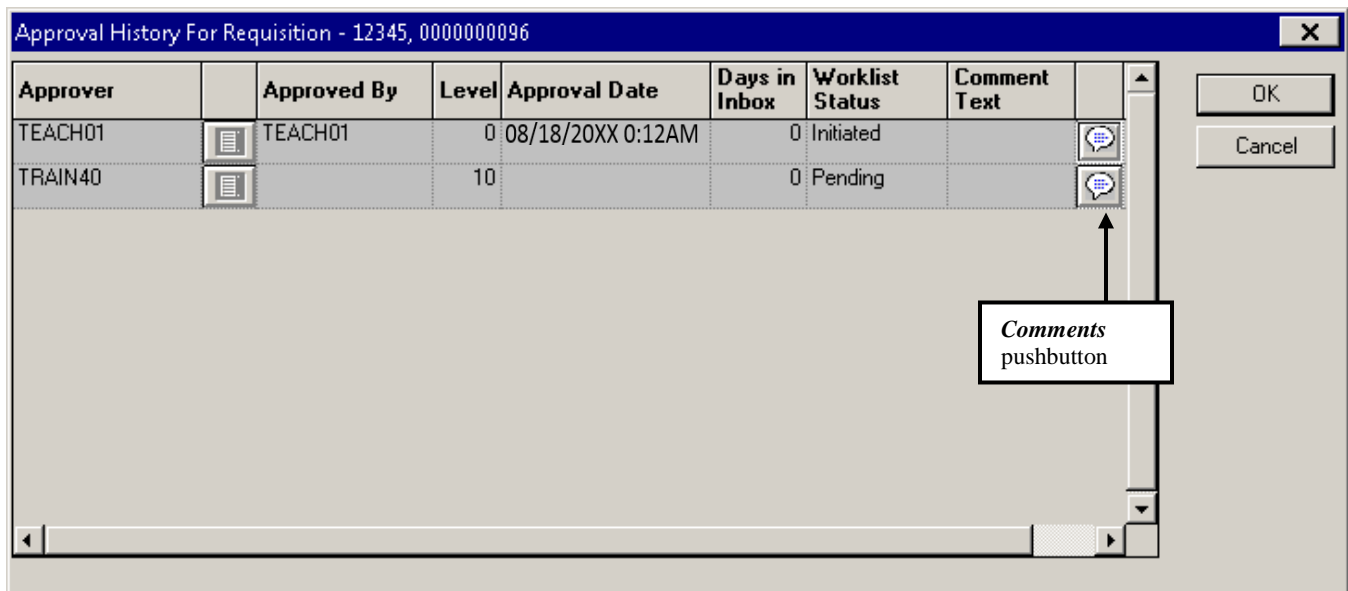 Approval History For Requisition - 12345, 0000000096
Approver Approved By Level Approval Date Days in Inbox Worklist Status Comment Text
OK
TEACH01 TEACH01 0 08/18/20XX 0:12AM 0 Initiated
Cancel
TRAIN40 10 0 Pending
Comments
pushbutton